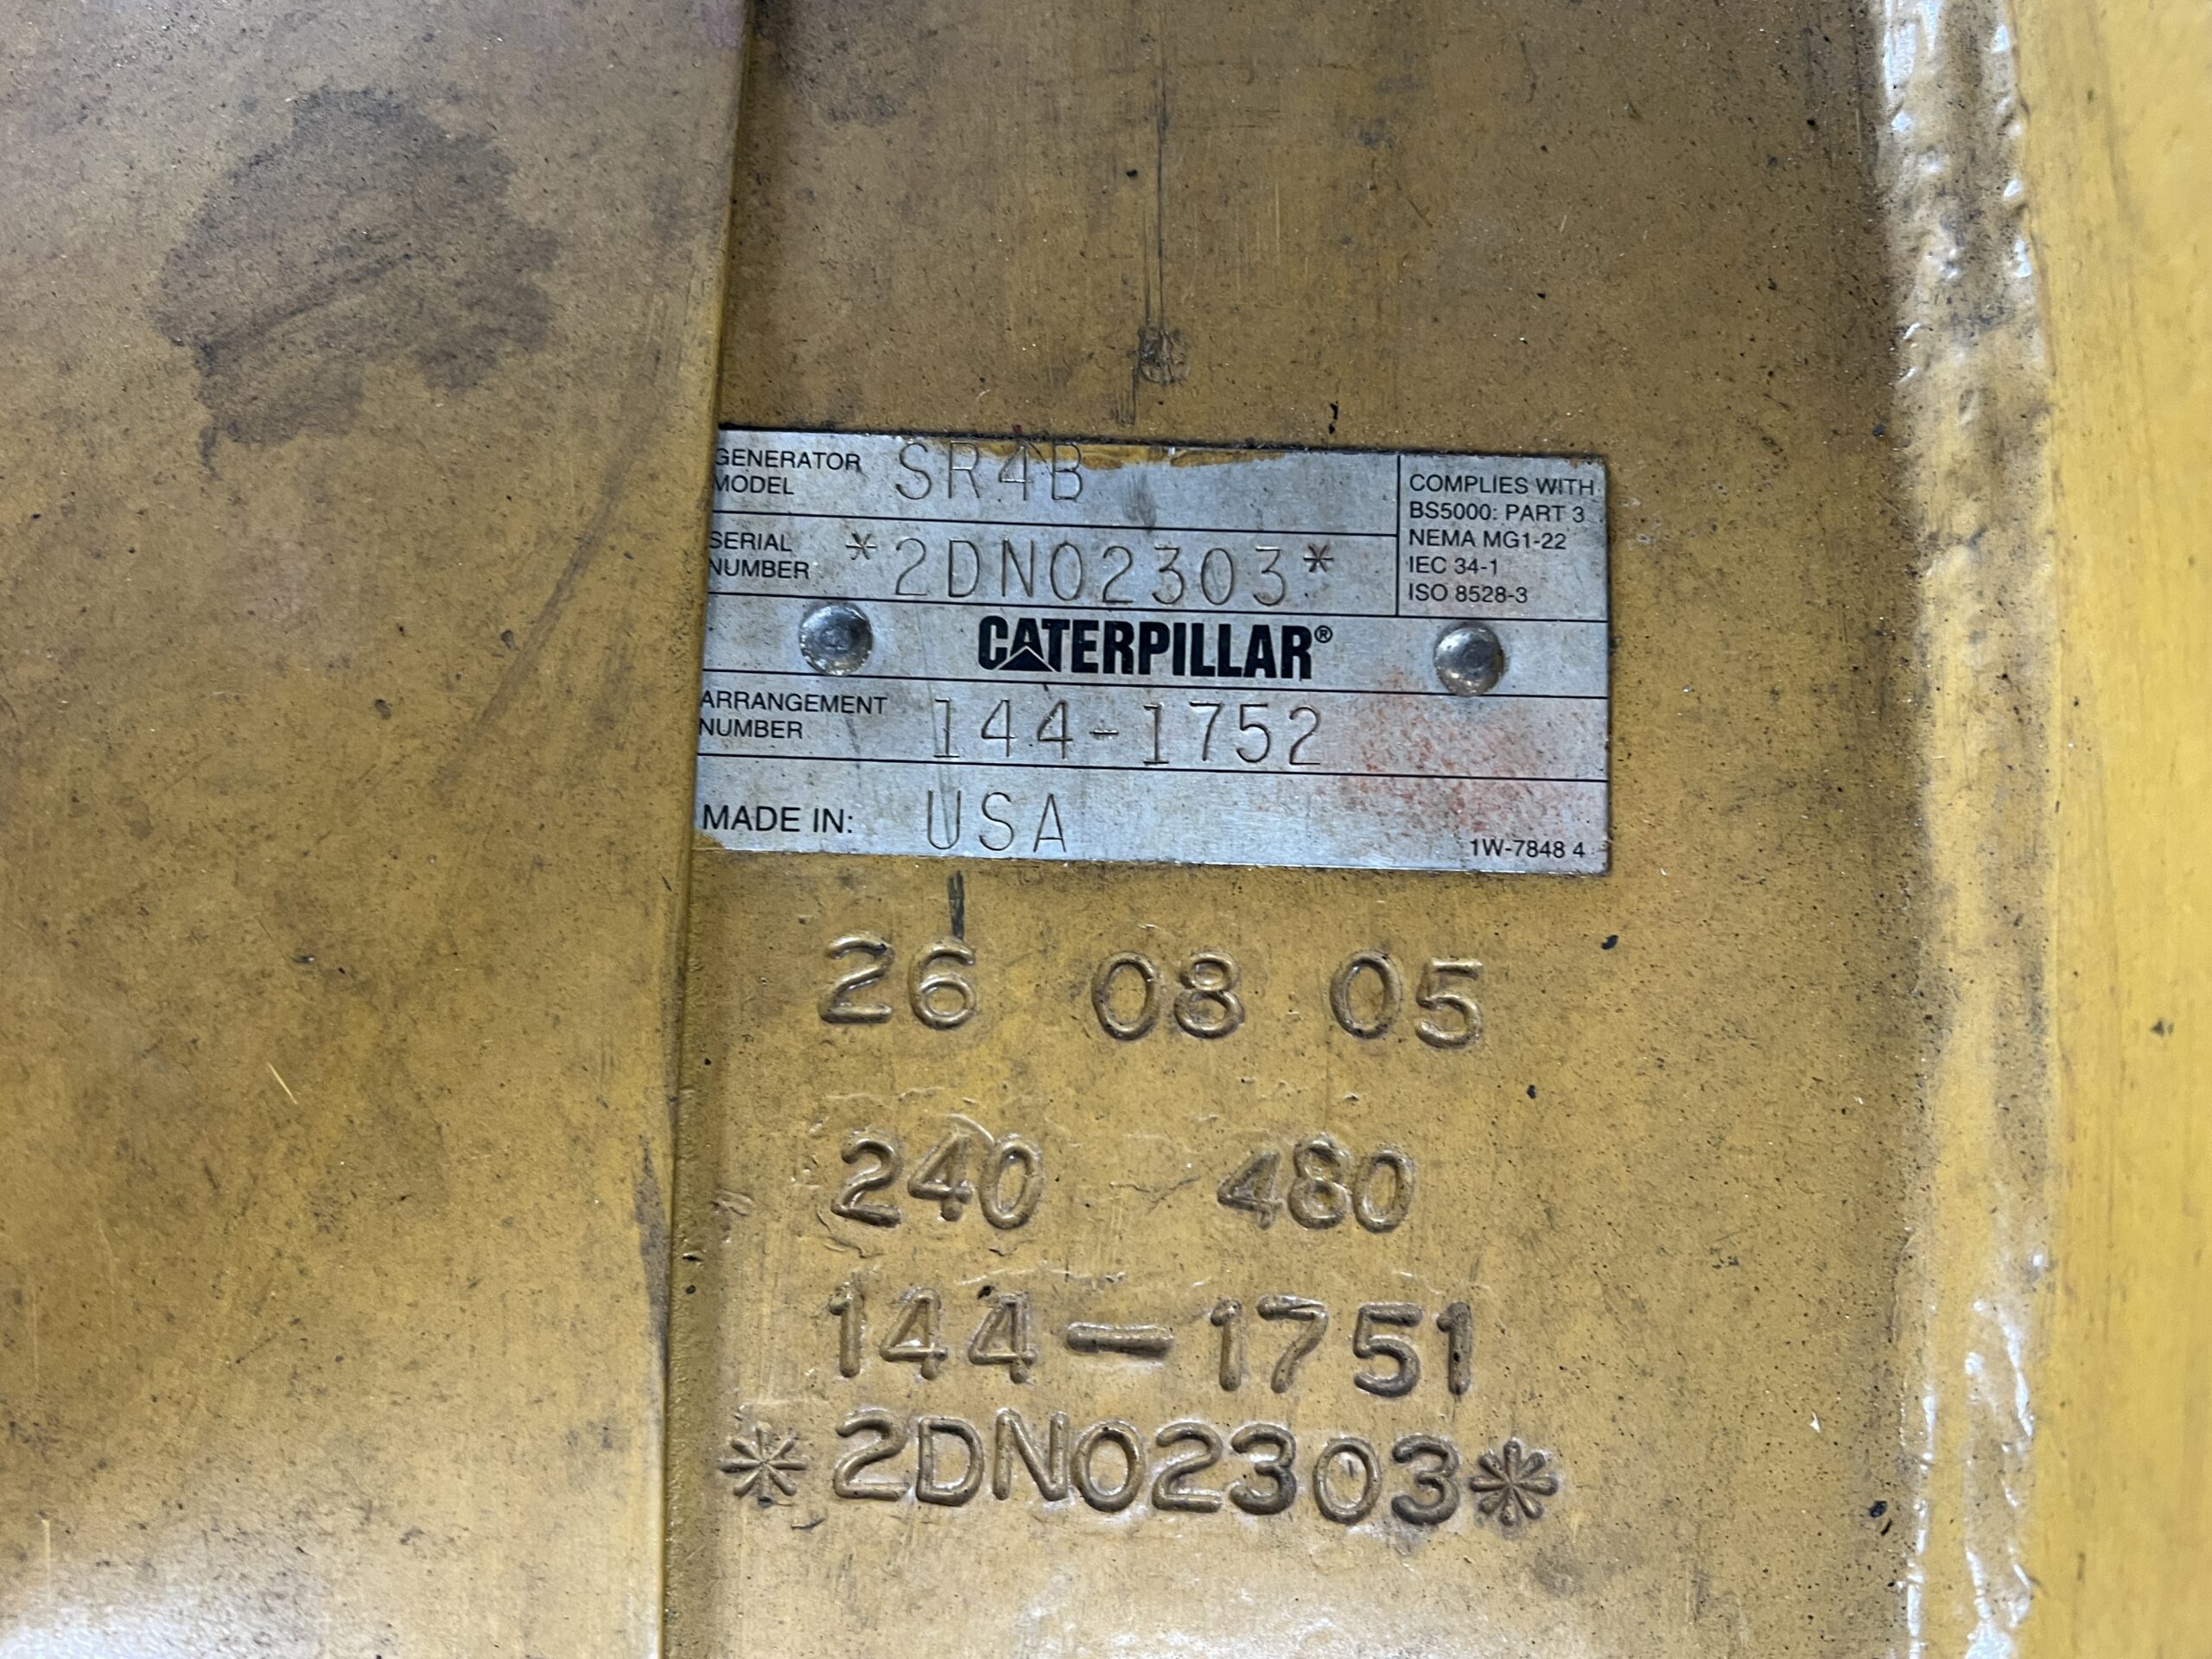 GENERATOR MODEL SR4B
SERIAL NUMBER *2DN02303*
COMPLIES WITH
BS5000: PART 3
NEMA MG1-22
IEC 34-1
ISO 8528-3
CATERPILLAR®
ARRANGEMENT NUMBER 144-1752
MADE IN: USA
1W-7848 4
26 08 05
240 480
144-1751
*2DN02303*